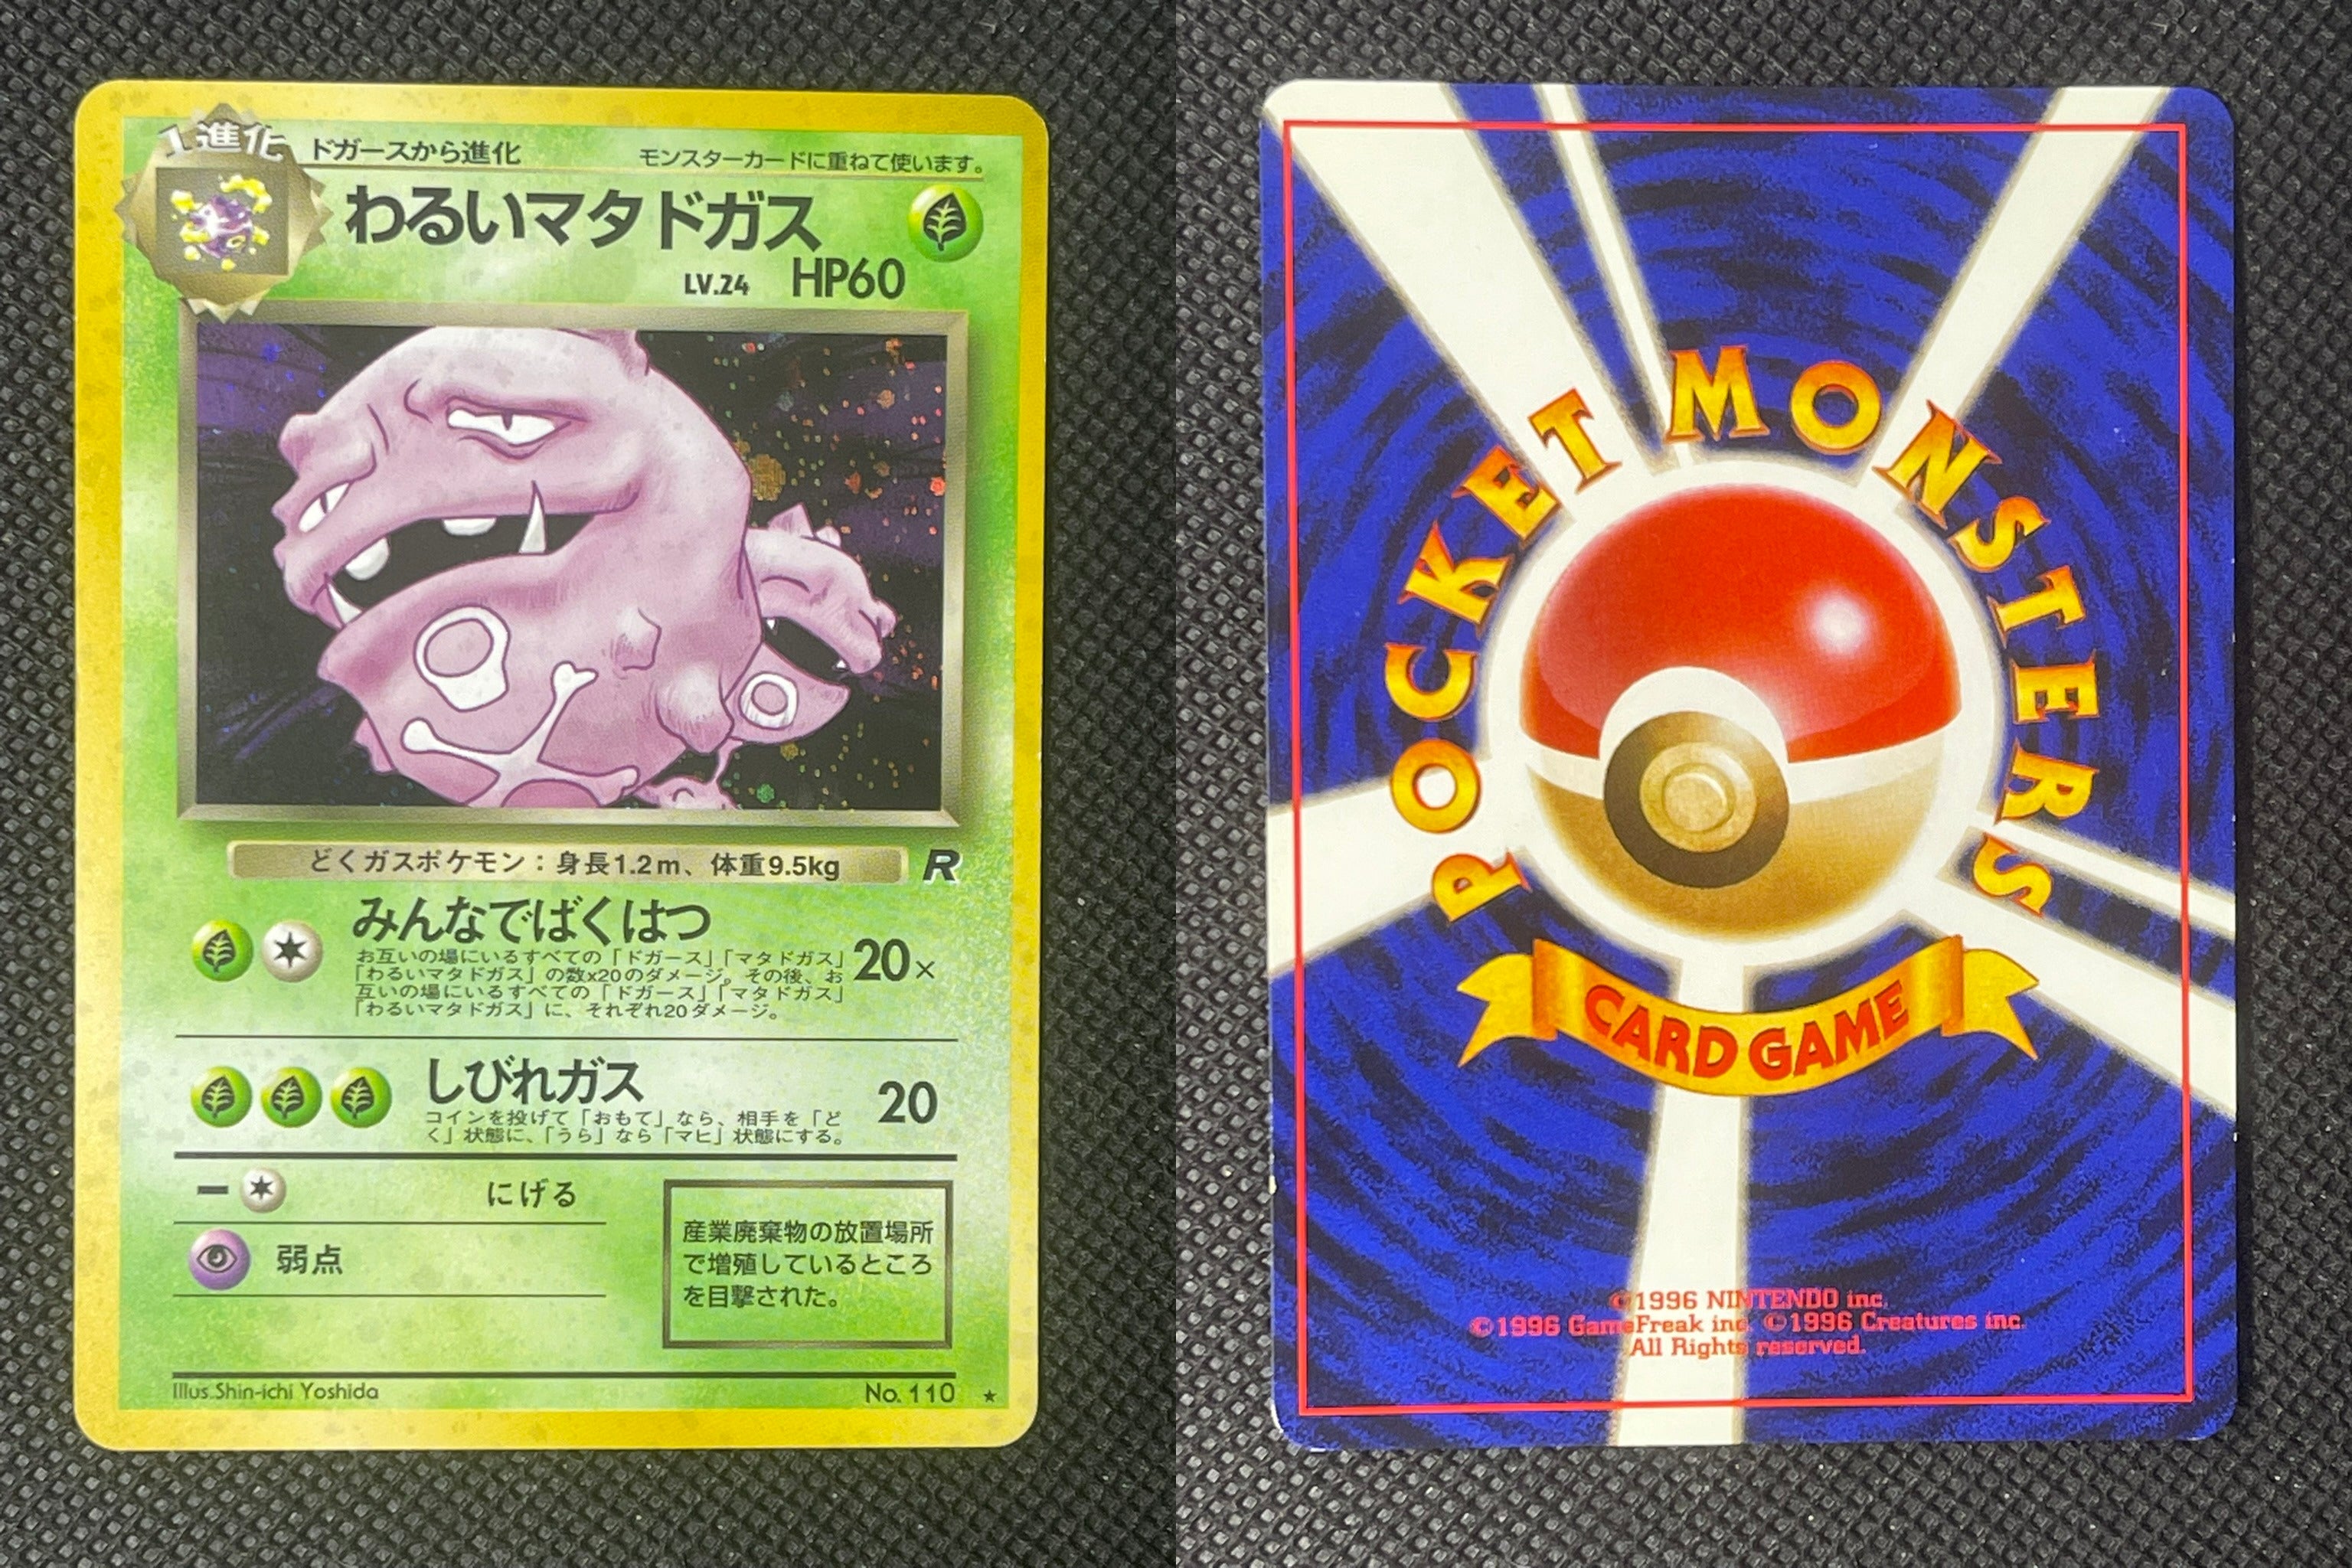 1進化
ドガースから進化
モンスターカードに重ねて使います。
わるいマタドガス
LV.24 HP60
どくガスポケモン：身長1.2m、体重9.5kg
R
みんなでばくはつ
お互いの場にいるすべての「ドガース」「マタドガス」
「わるいマタドガス」の数x20のダメージ。その後、お
互いの場にいるすべての「ドガース」「マタドガス」
「わるいマタドガス」に、それぞれ20ダメージ。
20×
しびれガス
コインを投げて「おもて」なら、相手を「ど
く」状態に、「うら」なら「マヒ」状態にする。
20
にげる
弱点
産業廃棄物の放置場所
で増殖しているところ
を目撃された。
Illus.Shin-ichi Yoshida
No. 110 ★
POCKET MONSTERS
CARD GAME
©1996 NINTENDO inc.
©1996 GameFreak inc. ©1996 Creatures inc.
All Rights reserved.